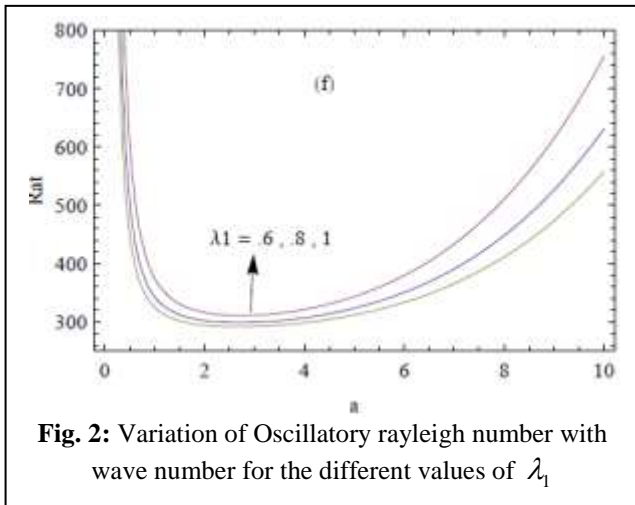 800
700
600
500
400
300
(f)
λ1 = .6 , .8 , 1
Rat
0 2 4 6 8 10
a
Fig. 2: Variation of Oscillatory rayleigh number with
wave number for the different values of λ₁